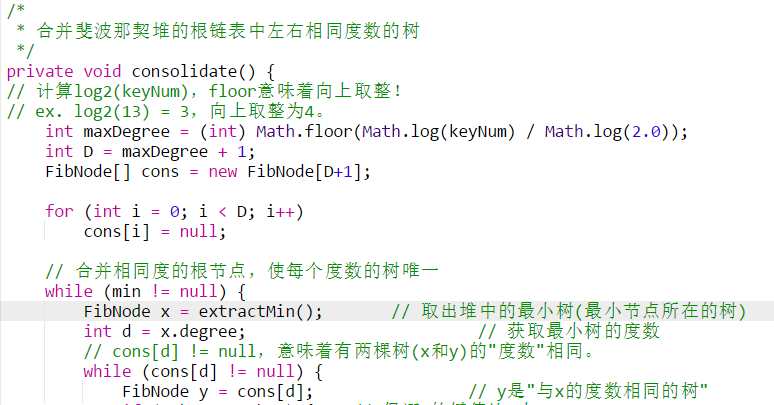 /*
 * 合并斐波那契堆的根链表中左右相同度数的树
 */
private void consolidate() {
// 计算log2(keyNum)，floor意味着向上取整！
// ex. log2(13) = 3，向上取整为4。
    int maxDegree = (int) Math.floor(Math.log(keyNum) / Math.log(2.0));
    int D = maxDegree + 1;
    FibNode[] cons = new FibNode[D+1];

    for (int i = 0; i < D; i++)
        cons[i] = null;

    // 合并相同度的根节点，使每个度数的树唯一
    while (min != null) {
        FibNode x = extractMin();       // 取出堆中的最小树(最小节点所在的树)
        int d = x.degree;                   // 获取最小树的度数
        // cons[d] != null，意味着有两棵树(x和y)的"度数"相同。
        while (cons[d] != null) {
            FibNode y = cons[d];                // y是"与x的度数相同的树"